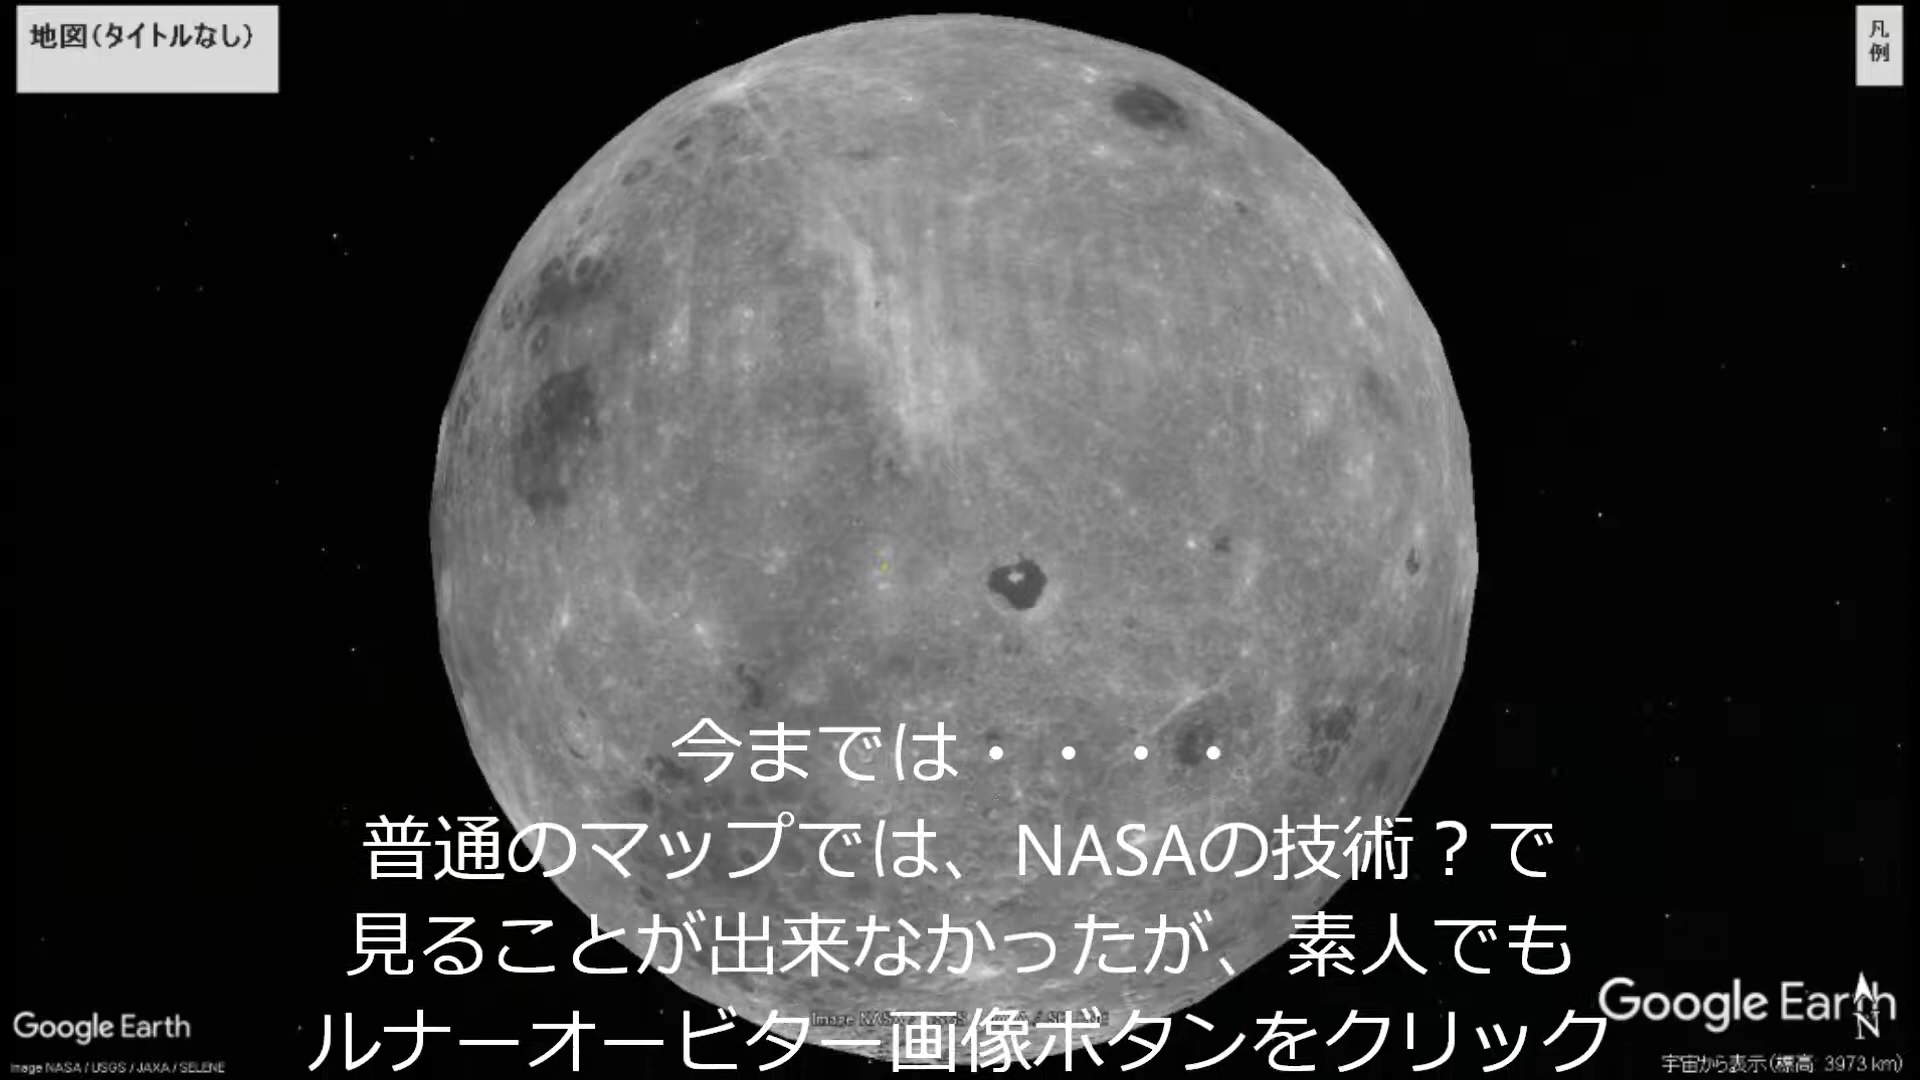 地図(タイトルなし)
凡
例
今までは・・・・
普通のマップでは、NASAの技術？で
見ることが出来なかったが、素人でも
ルナーオービター画像ボタンをクリック
Google Earth
Image NASA / USGS / JAXA / SELENE
Google Earth
N
宇宙から表示(標高: 3973 km)